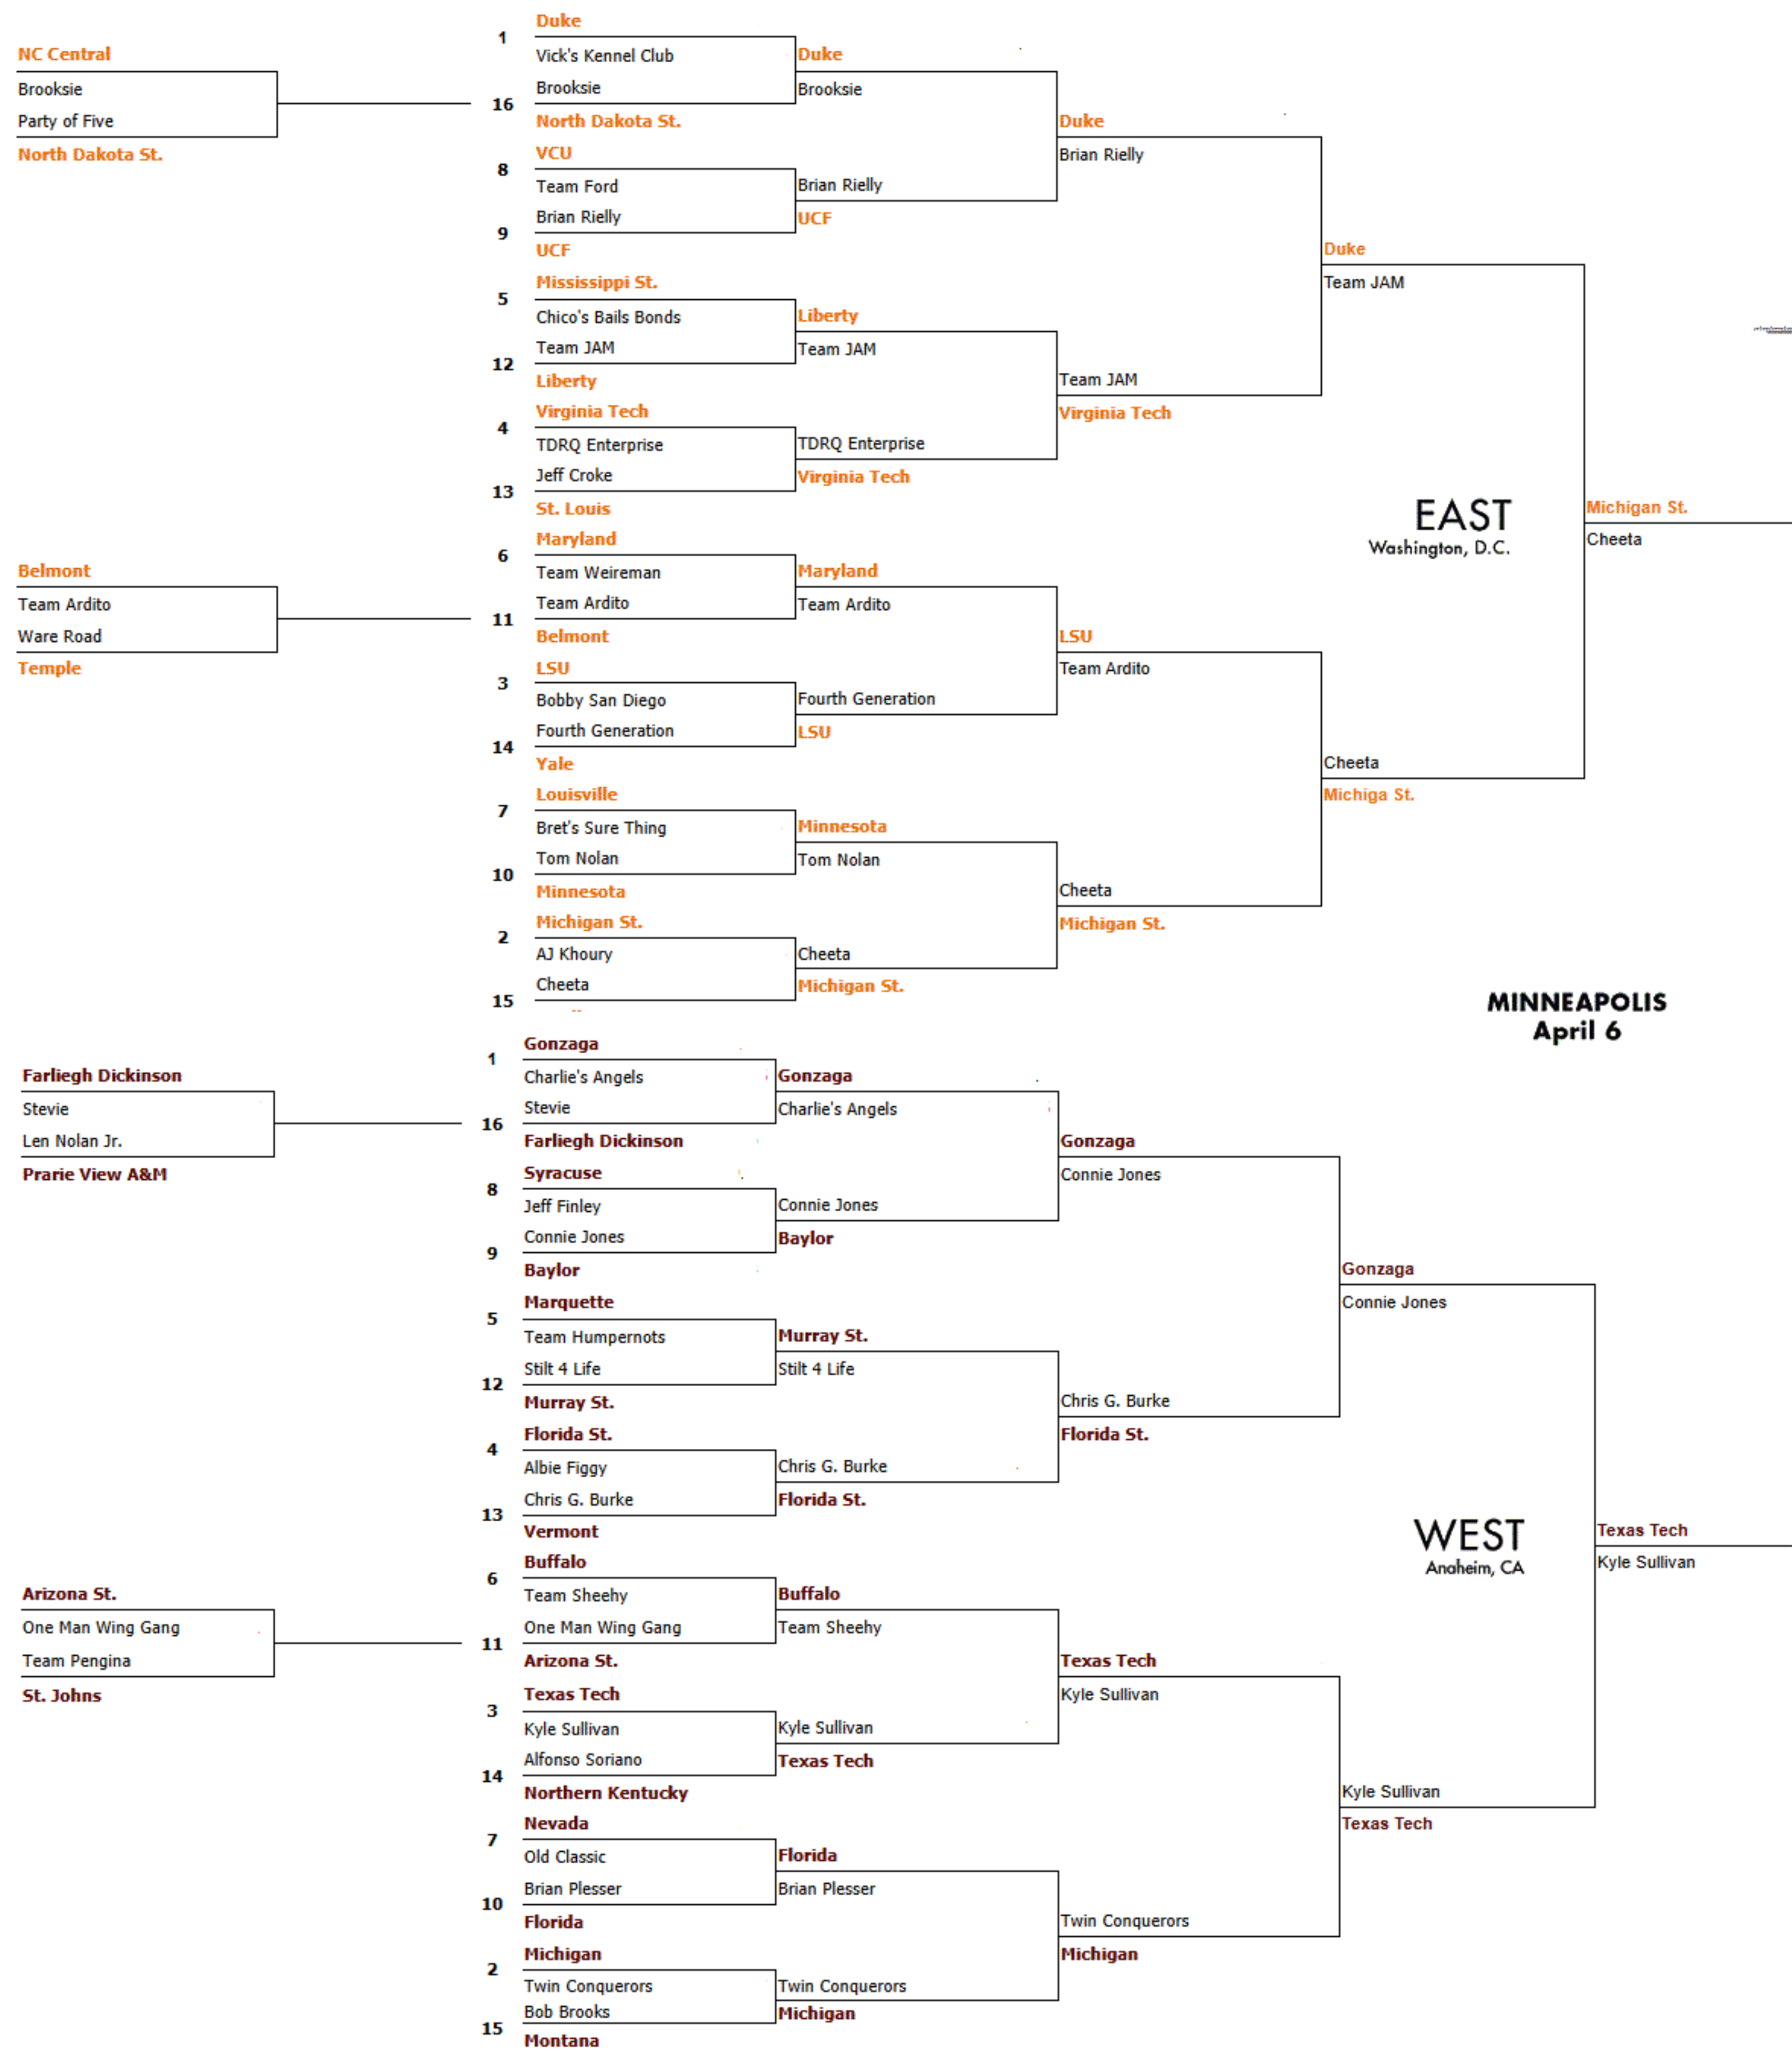 NC Central
Brooksie
Party of Five
North Dakota St.
Belmont
Team Ardito
Ware Road
Temple
1
Duke
Vick's Kennel Club
Brooksie
16
North Dakota St.
8
VCU
Team Ford
Brian Rielly
9
UCF
5
Mississippi St.
Chico's Bails Bonds
Team JAM
12
Liberty
4
Virginia Tech
TDRQ Enterprise
Jeff Croke
13
St. Louis
6
Maryland
Team Weireman
Team Ardito
11
Belmont
3
LSU
Bobby San Diego
Fourth Generation
14
Yale
7
Louisville
Bret's Sure Thing
Tom Nolan
10
Minnesota
2
Michigan St.
AJ Khoury
Cheeta
15
Duke
Brooksie
Brian Rielly
UCF
Liberty
Team JAM
TDRQ Enterprise
Virginia Tech
Maryland
Team Ardito
Fourth Generation
LSU
Minnesota
Tom Nolan
Cheeta
Michigan St.
Duke
Brian Rielly
Team JAM
Virginia Tech
LSU
Team Ardito
Cheeta
Michigan St.
Duke
Team JAM
Cheeta
Michiga St.
EAST
Washington, D.C.
Michigan St.
Cheeta
MINNEAPOLIS
April 6
Farliegh Dickinson
Stevie
Len Nolan Jr.
Prarie View A&M
Arizona St.
One Man Wing Gang
Team Pengina
St. Johns
1
Gonzaga
Charlie's Angels
Stevie
16
Farliegh Dickinson
8
Syracuse
Jeff Finley
Connie Jones
9
Baylor
5
Marquette
Team Humpernots
Stilt 4 Life
12
Murray St.
4
Florida St.
Albie Figgy
Chris G. Burke
13
Vermont
6
Buffalo
Team Sheehy
One Man Wing Gang
11
Arizona St.
3
Texas Tech
Kyle Sullivan
Alfonso Soriano
14
Northern Kentucky
7
Nevada
Old Classic
Brian Plesser
10
Florida
2
Michigan
Twin Conquerors
Bob Brooks
15
Montana
Gonzaga
Charlie's Angels
Connie Jones
Baylor
Murray St.
Stilt 4 Life
Chris G. Burke
Florida St.
Buffalo
Team Sheehy
Kyle Sullivan
Texas Tech
Florida
Brian Plesser
Twin Conquerors
Michigan
Gonzaga
Connie Jones
Chris G. Burke
Florida St.
Texas Tech
Kyle Sullivan
Twin Conquerors
Michigan
Gonzaga
Connie Jones
Kyle Sullivan
Texas Tech
WEST
Anaheim, CA
Texas Tech
Kyle Sullivan